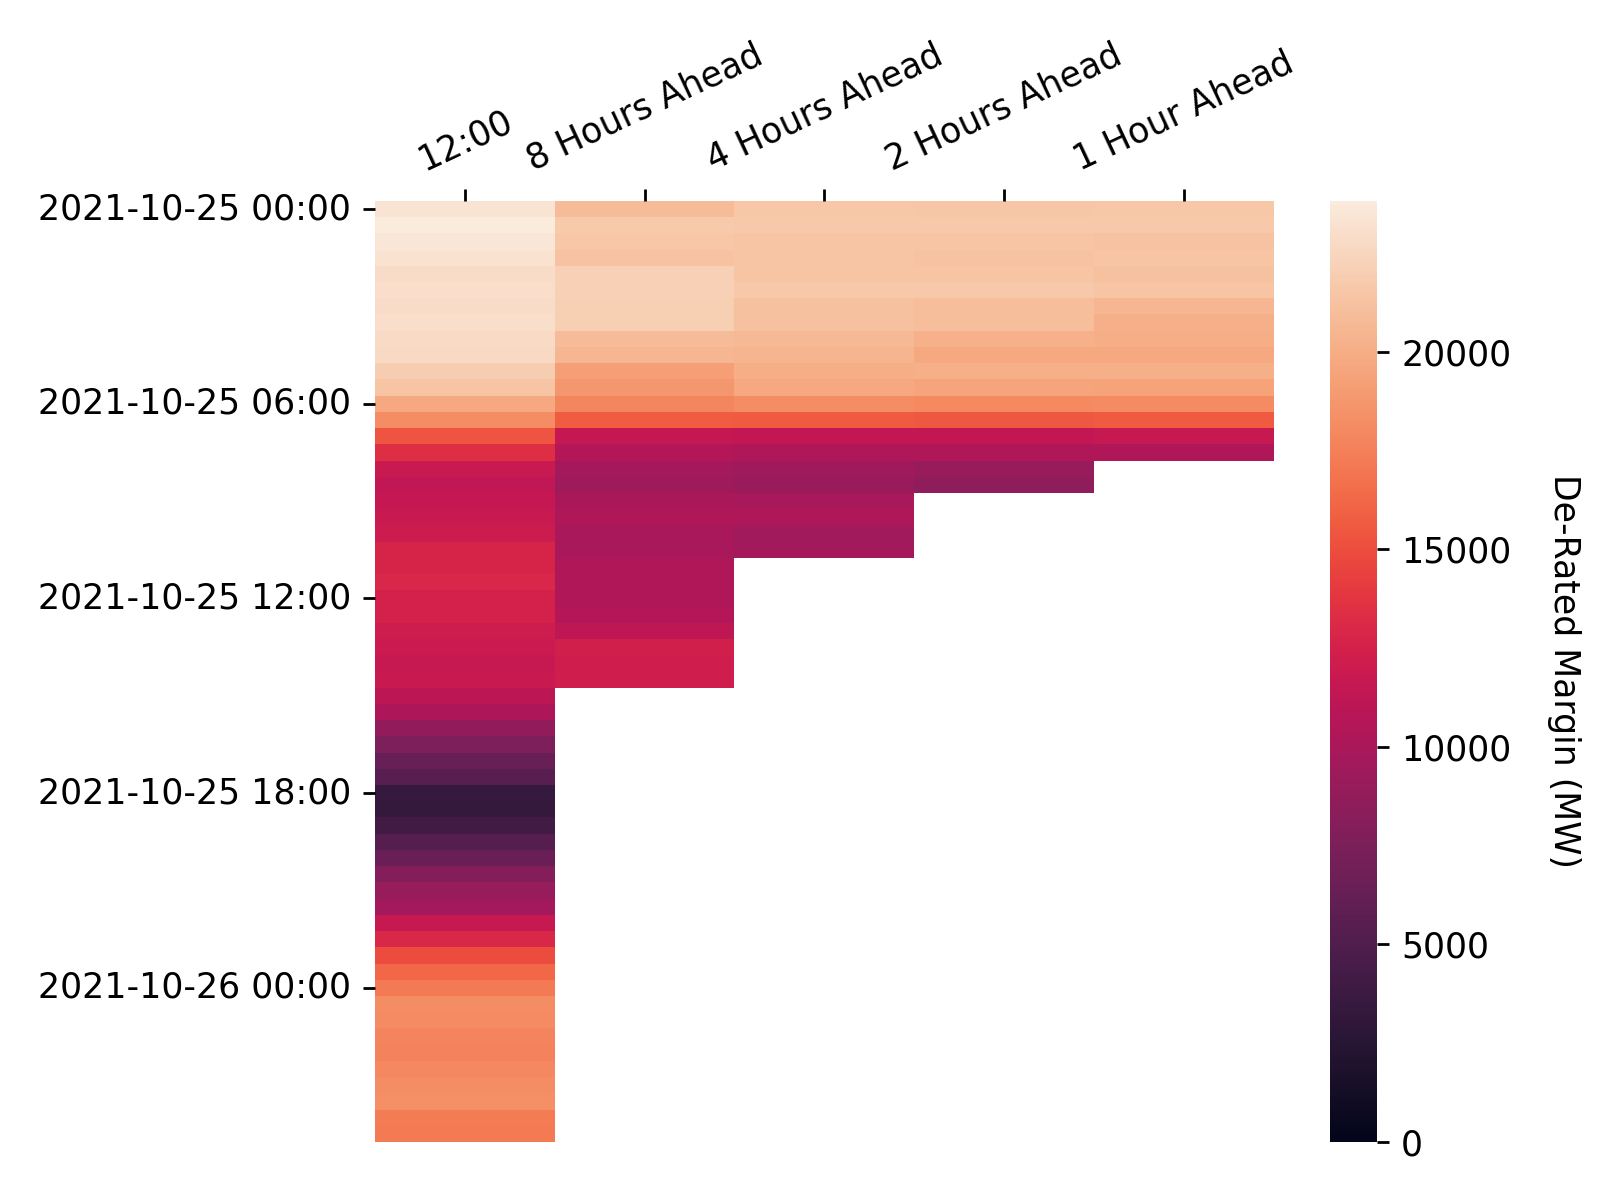 12:00
8 Hours Ahead
4 Hours Ahead
2 Hours Ahead
1 Hour Ahead
2021-10-25 00:00
2021-10-25 06:00
2021-10-25 12:00
2021-10-25 18:00
2021-10-26 00:00
20000
15000
10000
5000
0
De-Rated Margin (MW)